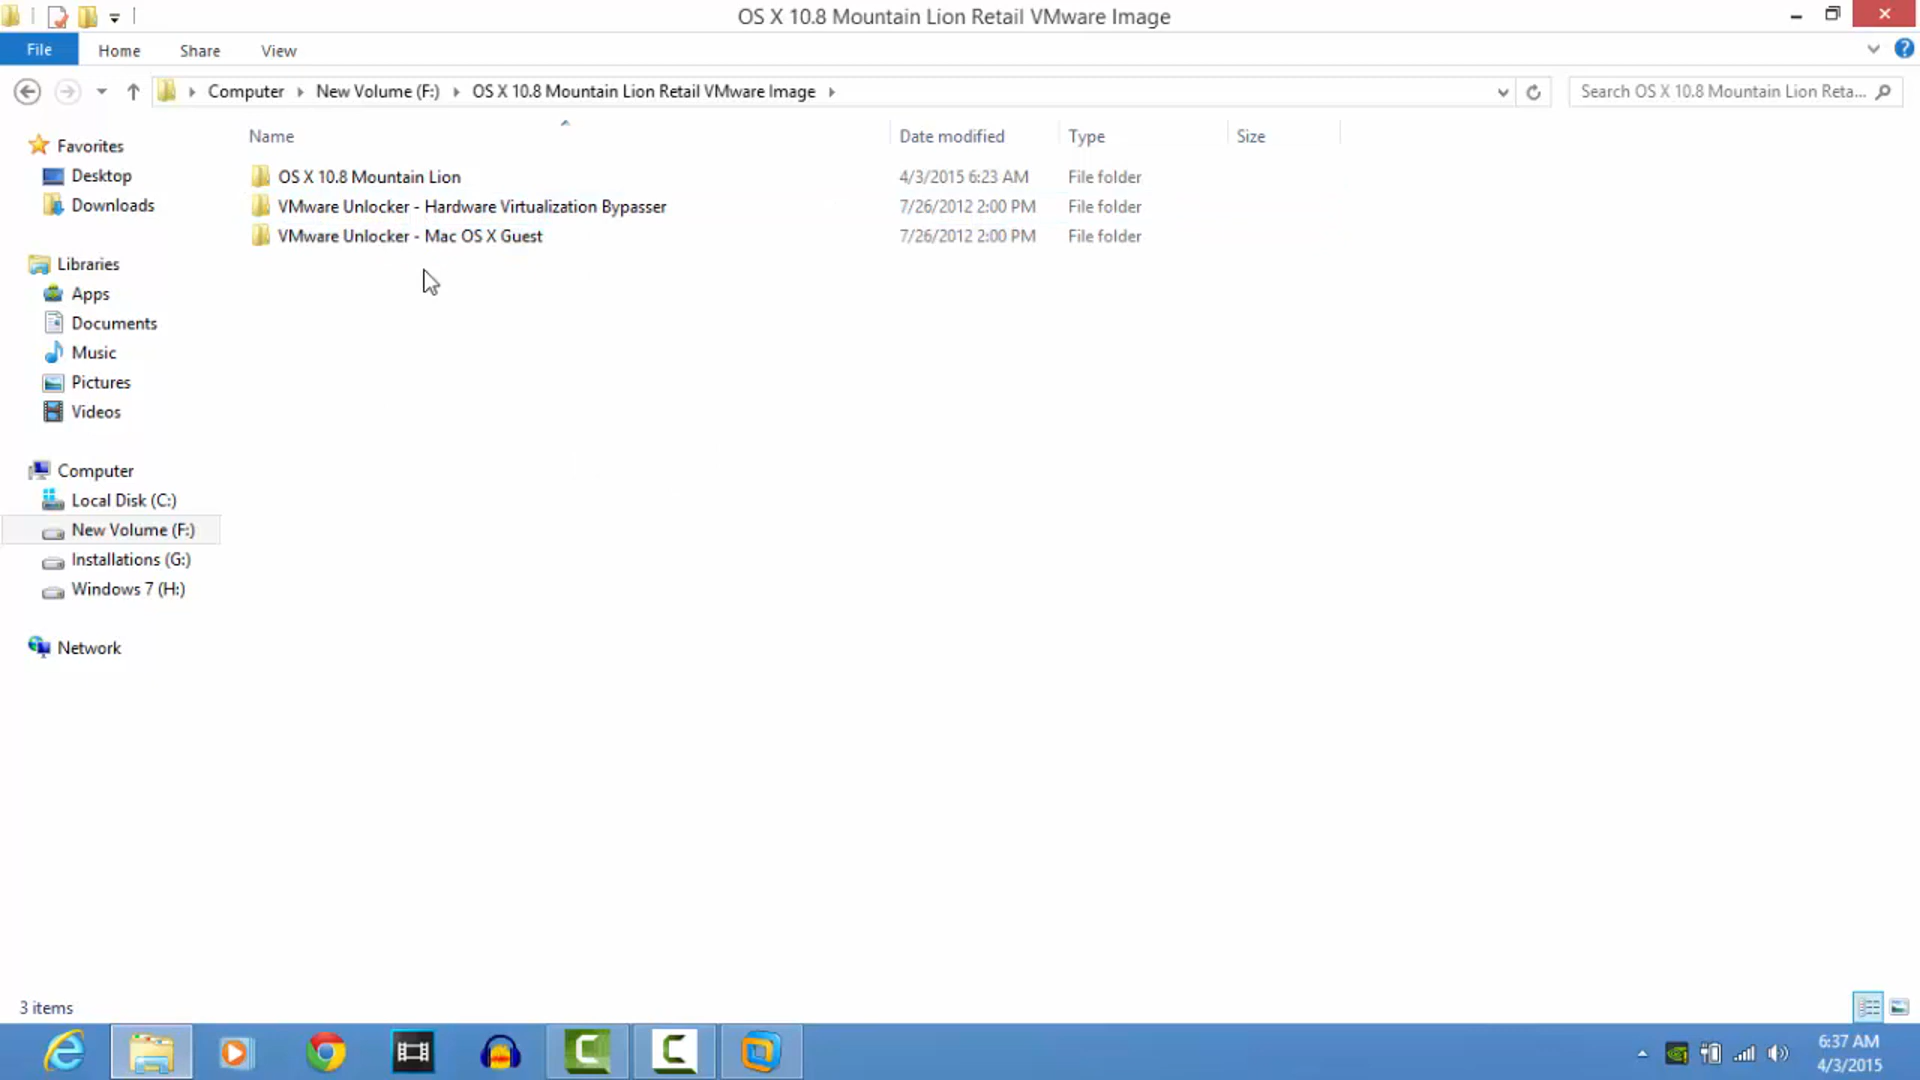 OS X 10.8 Mountain Lion Retail VMware Image
File Home Share View
Computer New Volume (F:) OS X 10.8 Mountain Lion Retail VMware Image
Search OS X 10.8 Mountain Lion Reta...
Name Date modified Type Size
OS X 10.8 Mountain Lion 4/3/2015 6:23 AM File folder
VMware Unlocker - Hardware Virtualization Bypasser 7/26/2012 2:00 PM File folder
VMware Unlocker - Mac OS X Guest 7/26/2012 2:00 PM File folder
Favorites
Desktop
Downloads
Libraries
Apps
Documents
Music
Pictures
Videos
Computer
Local Disk (C:)
New Volume (F:)
Installations (G:)
Windows 7 (H:)
Network
3 items
6:37 AM
4/3/2015